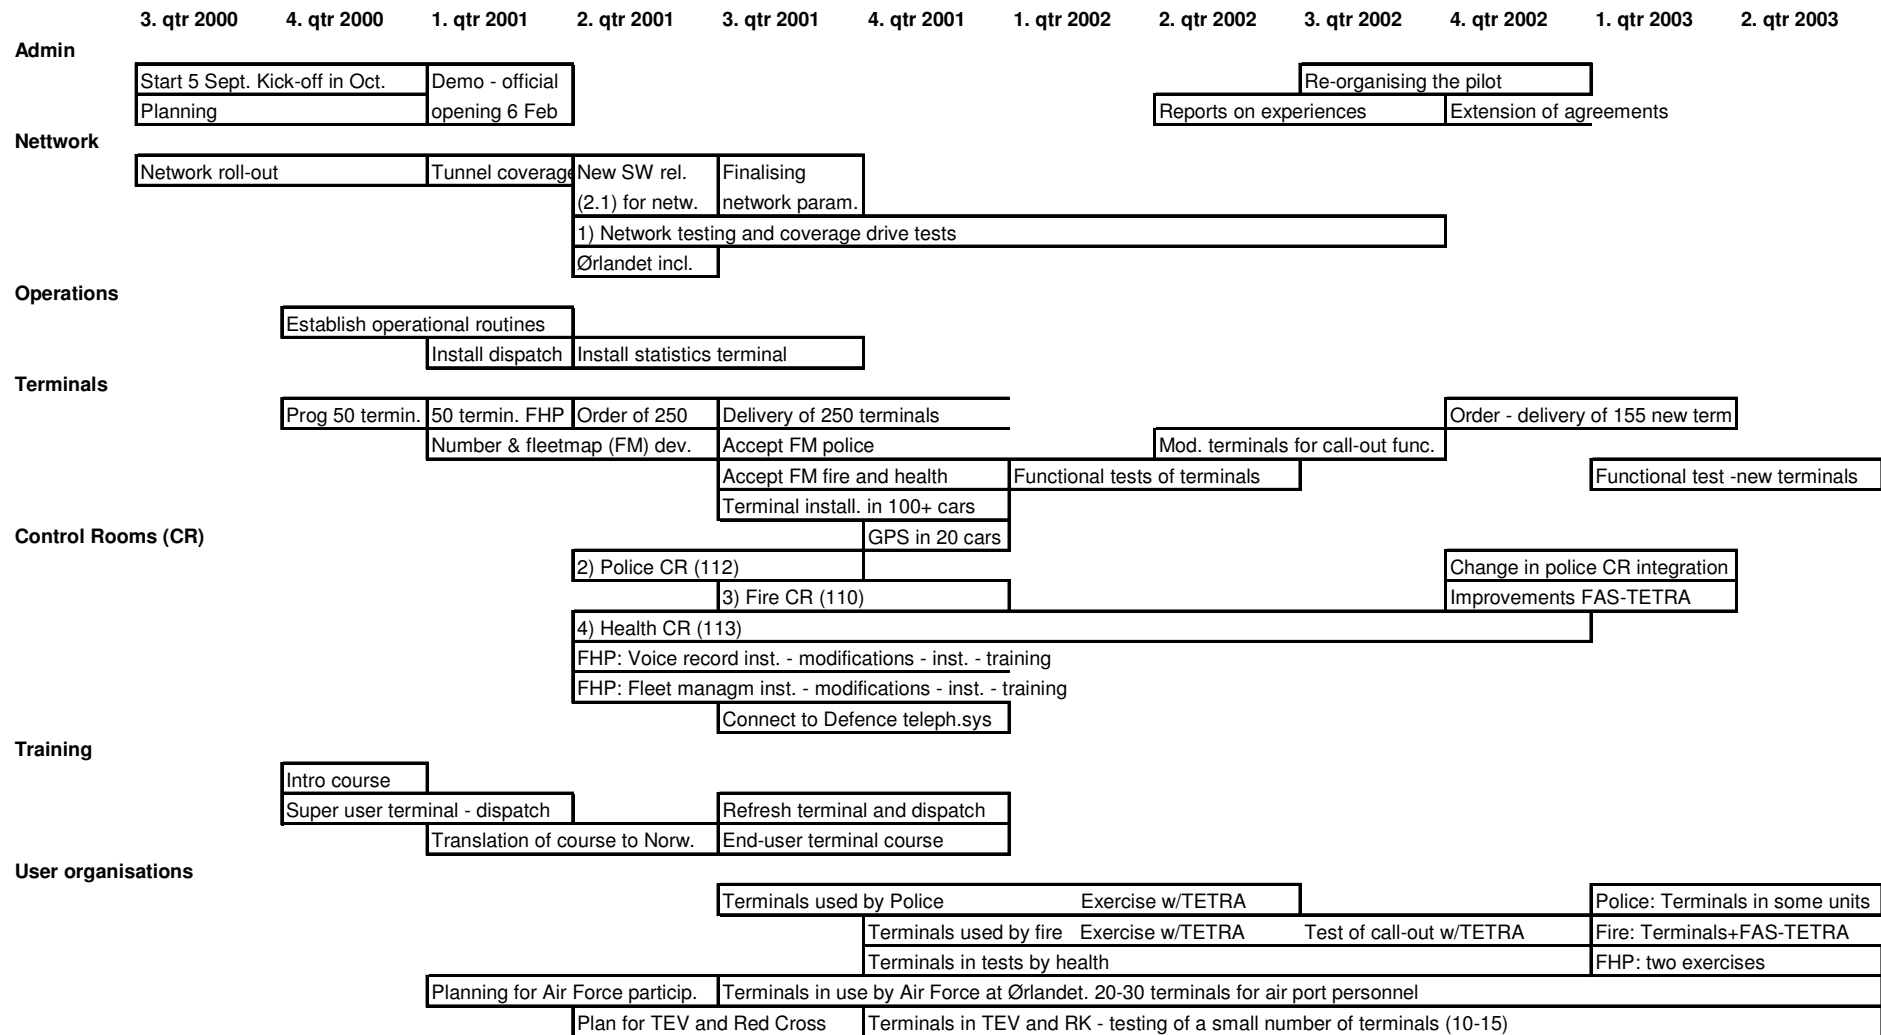 3. qtr 2000 4. qtr 2000 1. qtr 2001 2. qtr 2001 3. qtr 2001 4. qtr 2001 1. qtr 2002 2. qtr 2002 3. qtr 2002 4. qtr 2002 1. qtr 2003 2. qtr 2003
Admin
Start 5 Sept. Kick-off in Oct. Demo - official Re-organising the pilot
Planning opening 6 Feb Reports on experiences Extension of agreements
Nettwork
Network roll-out Tunnel coverage New SW rel. Finalising
(2.1) for netw. network param.
1) Network testing and coverage drive tests
Ørlandet incl.
Operations
Establish operational routines
Install dispatch Install statistics terminal
Terminals
Prog 50 termin. 50 termin. FHP Order of 250 Delivery of 250 terminals Order - delivery of 155 new term
Number & fleetmap (FM) dev. Accept FM police Mod. terminals for call-out func.
Accept FM fire and health Functional tests of terminals Functional test -new terminals
Terminal install. in 100+ cars
Control Rooms (CR) GPS in 20 cars
2) Police CR (112) Change in police CR integration
3) Fire CR (110) Improvements FAS-TETRA
4) Health CR (113)
FHP: Voice record inst. - modifications - inst. - training
FHP: Fleet managm inst. - modifications - inst. - training
Connect to Defence teleph.sys
Training
Intro course
Super user terminal - dispatch Refresh terminal and dispatch
Translation of course to Norw. End-user terminal course
User organisations
Terminals used by Police Exercise w/TETRA Police: Terminals in some units
Terminals used by fire Exercise w/TETRA Test of call-out w/TETRA Fire: Terminals+FAS-TETRA
Terminals in tests by health FHP: two exercises
Planning for Air Force particip. Terminals in use by Air Force at Ørlandet. 20-30 terminals for air port personnel
Plan for TEV and Red Cross Terminals in TEV and RK - testing of a small number of terminals (10-15)